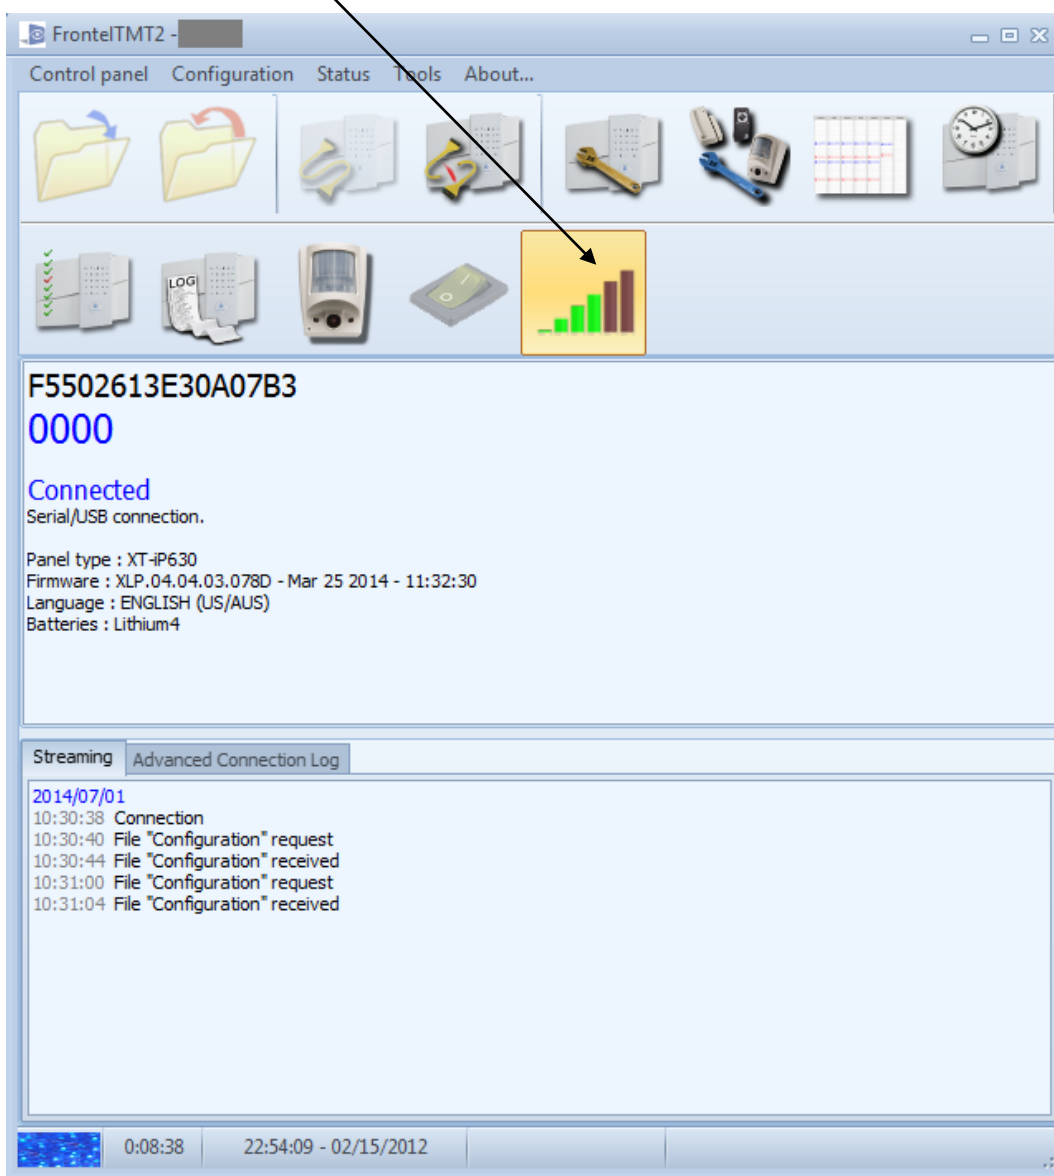 FrontelTMT2 -
Control panel Configuration Status Tools About...
LOG
F5502613E30A07B3
0000
Connected
Serial/USB connection.
Panel type : XT-iP630
Firmware : XLP.04.04.03.078D - Mar 25 2014 - 11:32:30
Language : ENGLISH (US/AUS)
Batteries : Lithium4
Streaming Advanced Connection Log
2014/07/01
10:30:38 Connection
10:30:40 File "Configuration" request
10:30:44 File "Configuration" received
10:31:00 File "Configuration" request
10:31:04 File "Configuration" received
0:08:38 22:54:09 - 02/15/2012